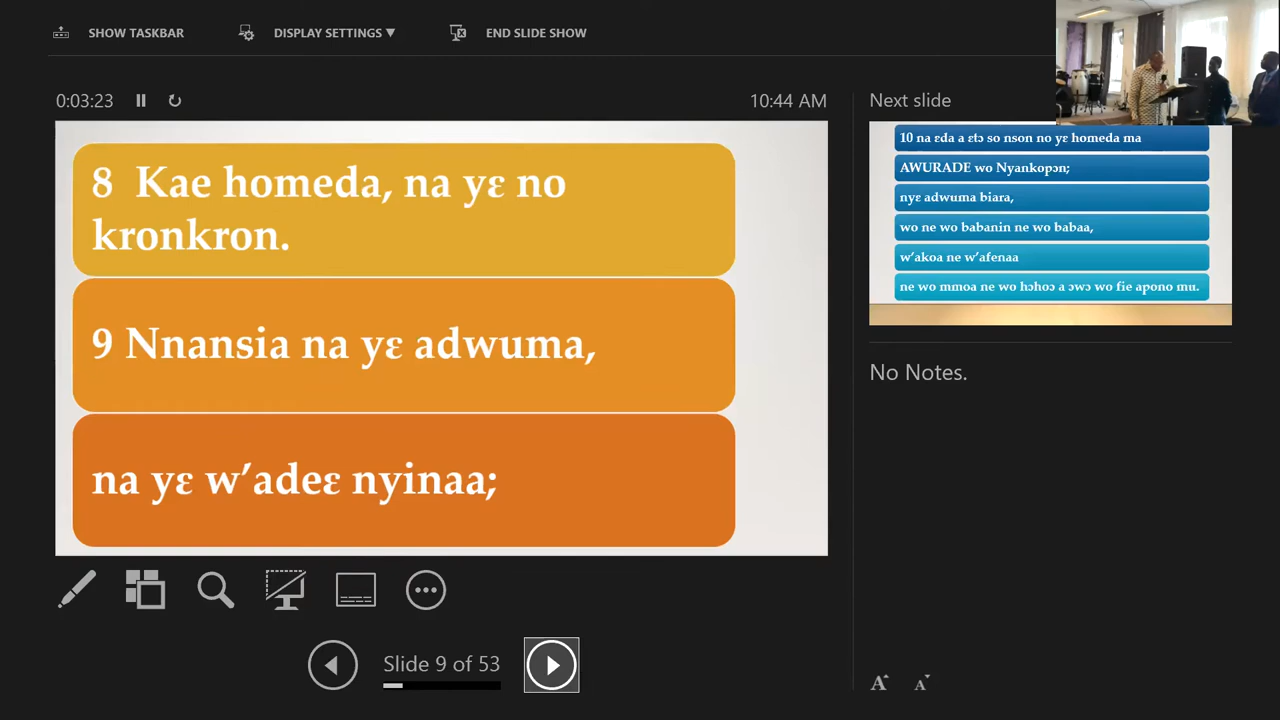 SHOW TASKBAR
DISPLAY SETTINGS ▼
END SLIDE SHOW
0:03:23
10:44 AM
8 Kae homeda, na yɛ no
kronkron.
9 Nnansia na yɛ adwuma,
na yɛ w’adeɛ nyinaa;
Next slide
10 na ɛda a ɛtɔ so nson no yɛ homeda ma
AWURADE wo Nyankopɔn;
nyɛ adwuma biara,
wo ne wo babanin ne wo babaa,
w’akoa ne w’afenaa
ne wo mmoa ne wo hɔhoɔ a ɔwɔ wo fie apono mu.
No Notes.
Slide 9 of 53
A A